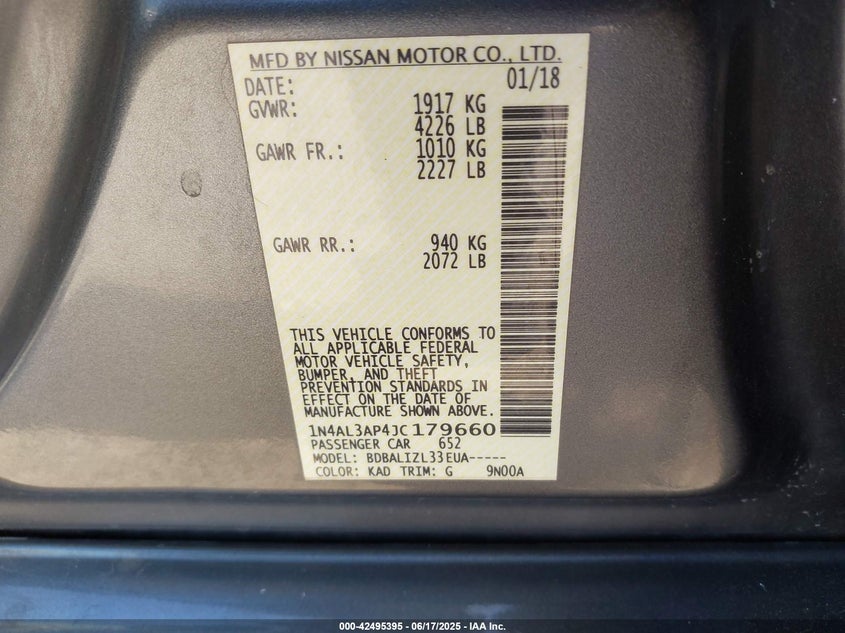 MFD BY NISSAN MOTOR CO., LTD.
DATE: 01/18
GVWR: 1917 KG
4226 LB
GAWR FR.: 1010 KG
2227 LB
GAWR RR.: 940 KG
2072 LB
THIS VEHICLE CONFORMS TO
ALL APPLICABLE FEDERAL
MOTOR VEHICLE SAFETY,
BUMPER, AND THEFT
PREVENTION STANDARDS IN
EFFECT ON THE DATE OF
MANUFACTURE SHOWN ABOVE.
1N4AL3AP4JC179660
PASSENGER CAR 652
MODEL: BDBALIZL33EUA-----
COLOR: KAD TRIM: G 9N00A
000-42495395 - 06/17/2025 - IAA Inc.